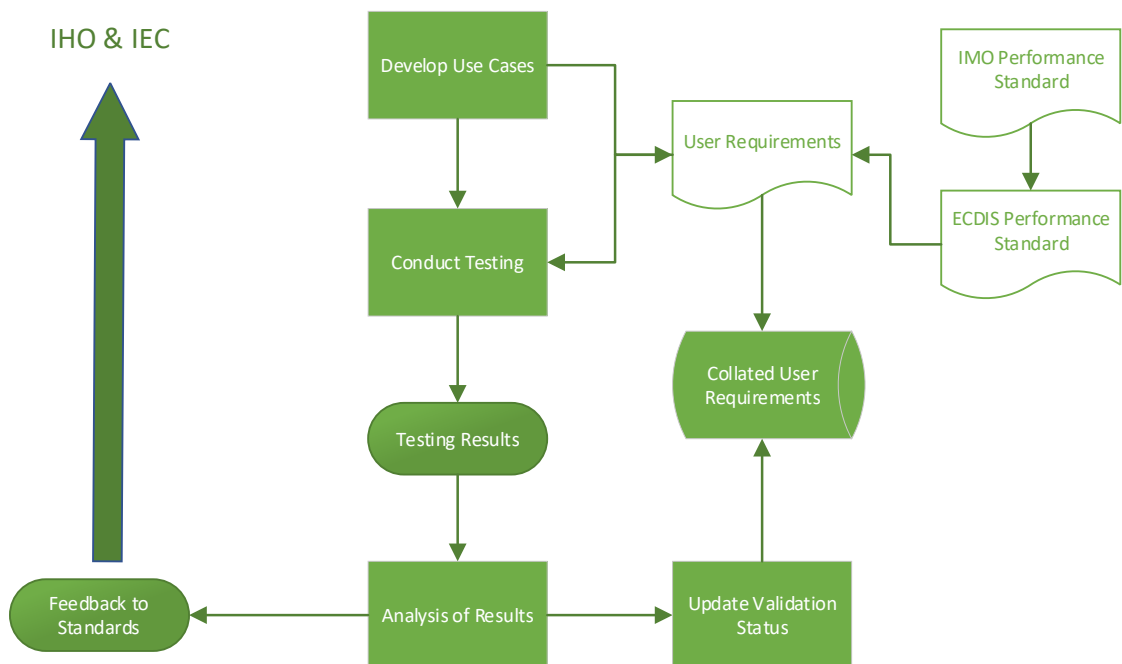 IHO & IEC
Develop Use Cases
IMO Performance
Standard
User Requirements
ECDIS Performance
Standard
Conduct Testing
Collated User
Requirements
Testing Results
Feedback to
Standards
Analysis of Results
Update Validation
Status